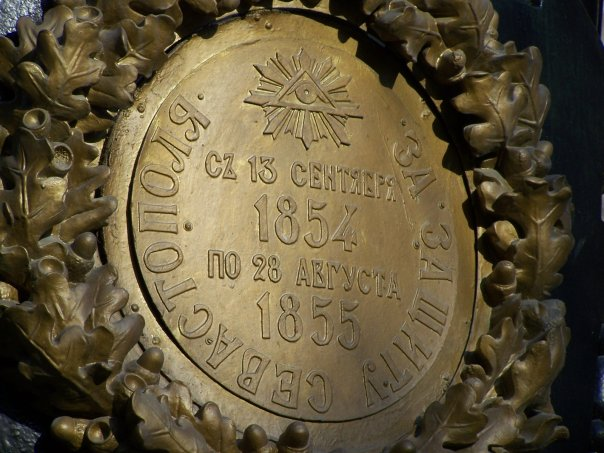 СЪ 13 СЕНТЯБРЯ
1854
ПО 28 АВГУСТА
1855
· ЗА · ЗАЩИТУ · СЕВАСТОПОЛЯ ·